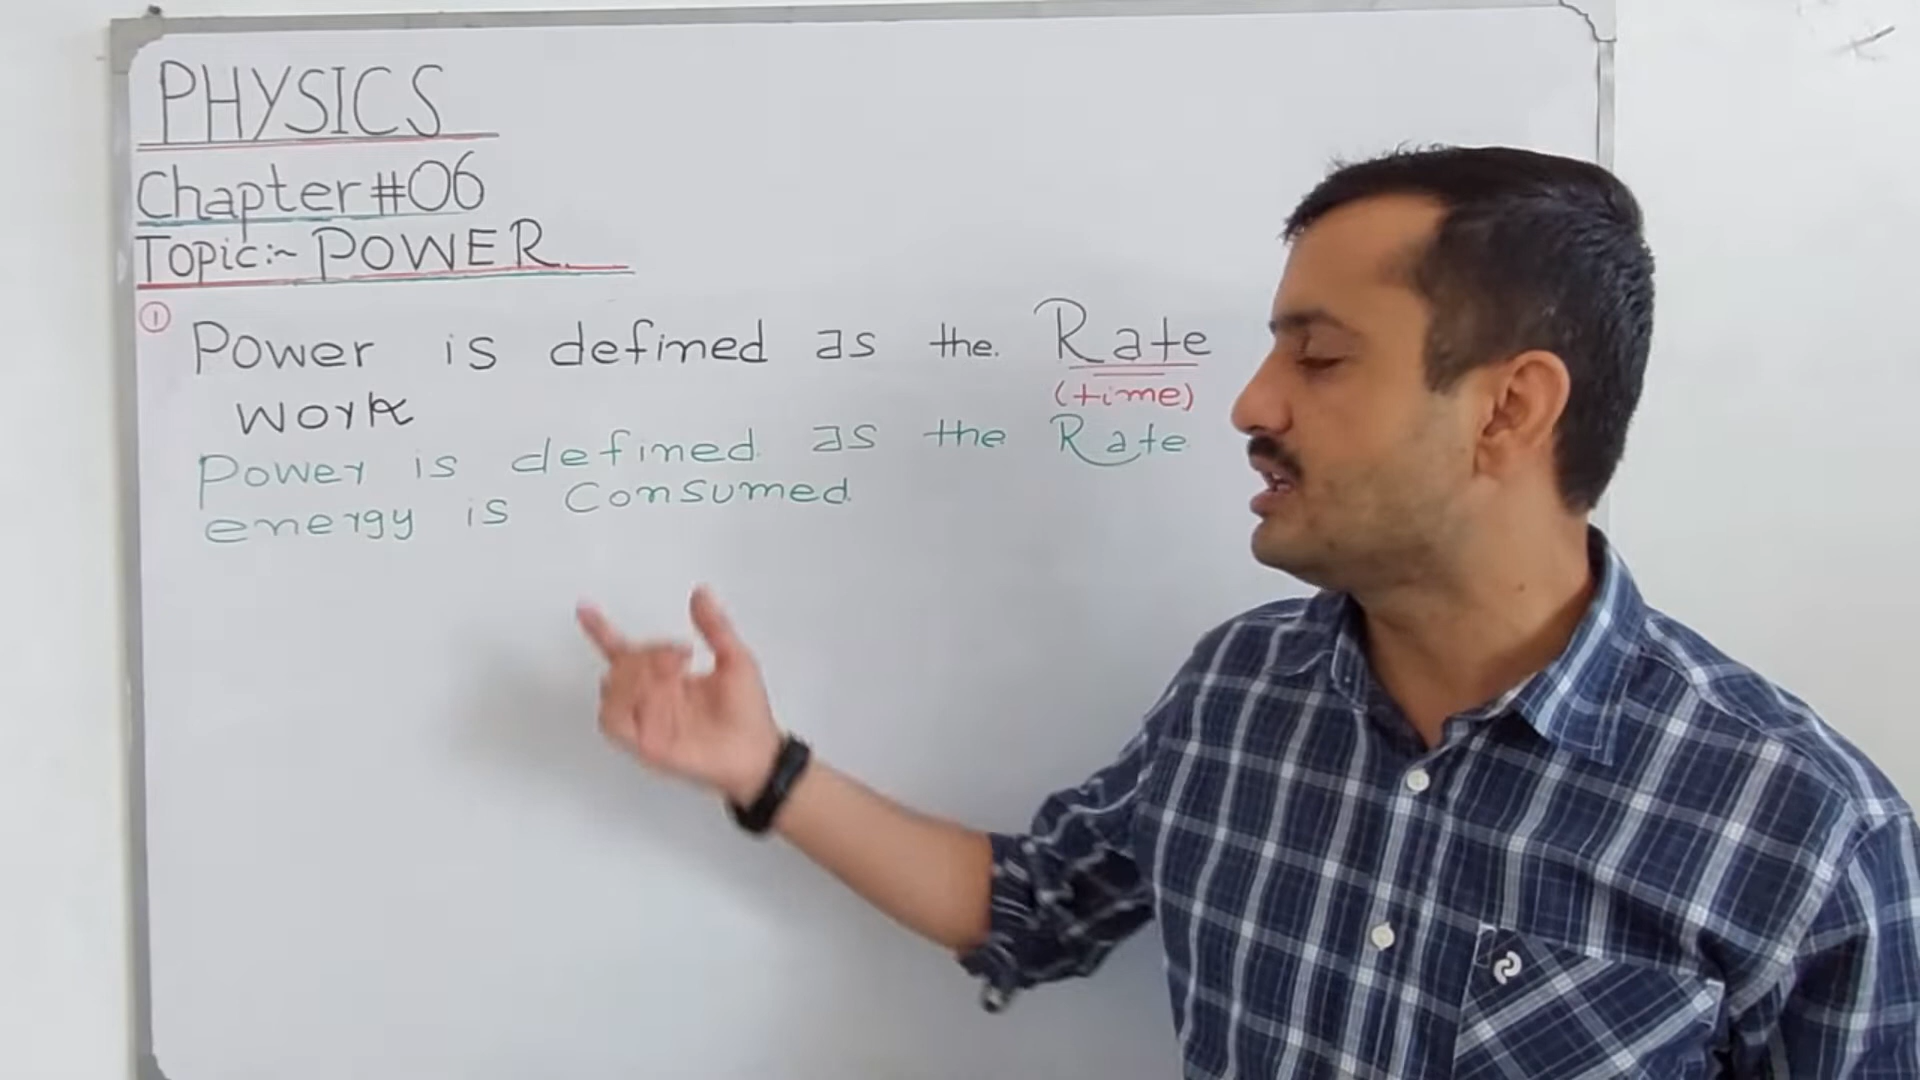 PHYSICS
Chapter #06
Topic:~ POWER.
① Power is defined as the. Rate
(time)
work
Power is defined as the Rate
energy is Consumed